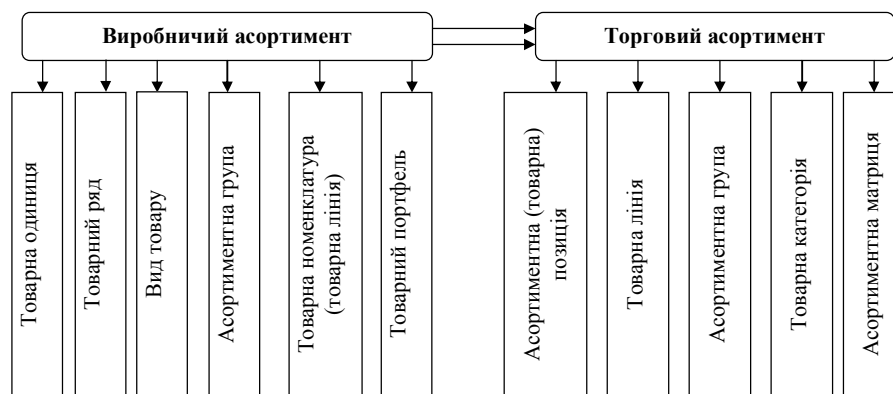 Виробничий асортимент
Торговий асортимент
Товарна одиниця
Товарний ряд
Вид товару
Асортиментна група
Товарна номенклатура
(товарна лінія)
Товарний портфель
Асортиментна (товарна)
позиція
Товарна лінія
Асортиментна група
Товарна категорія
Асортиментна матриця